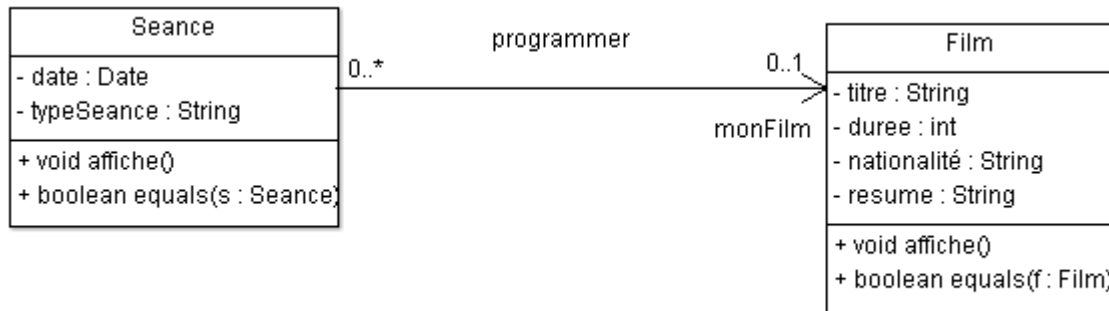 Seance
- date : Date
- typeSeance : String
+ void affiche()
+ boolean equals(s : Seance)
programmer
0..*
0..1
monFilm
Film
- titre : String
- duree : int
- nationalité : String
- resume : String
+ void affiche()
+ boolean equals(f : Film)